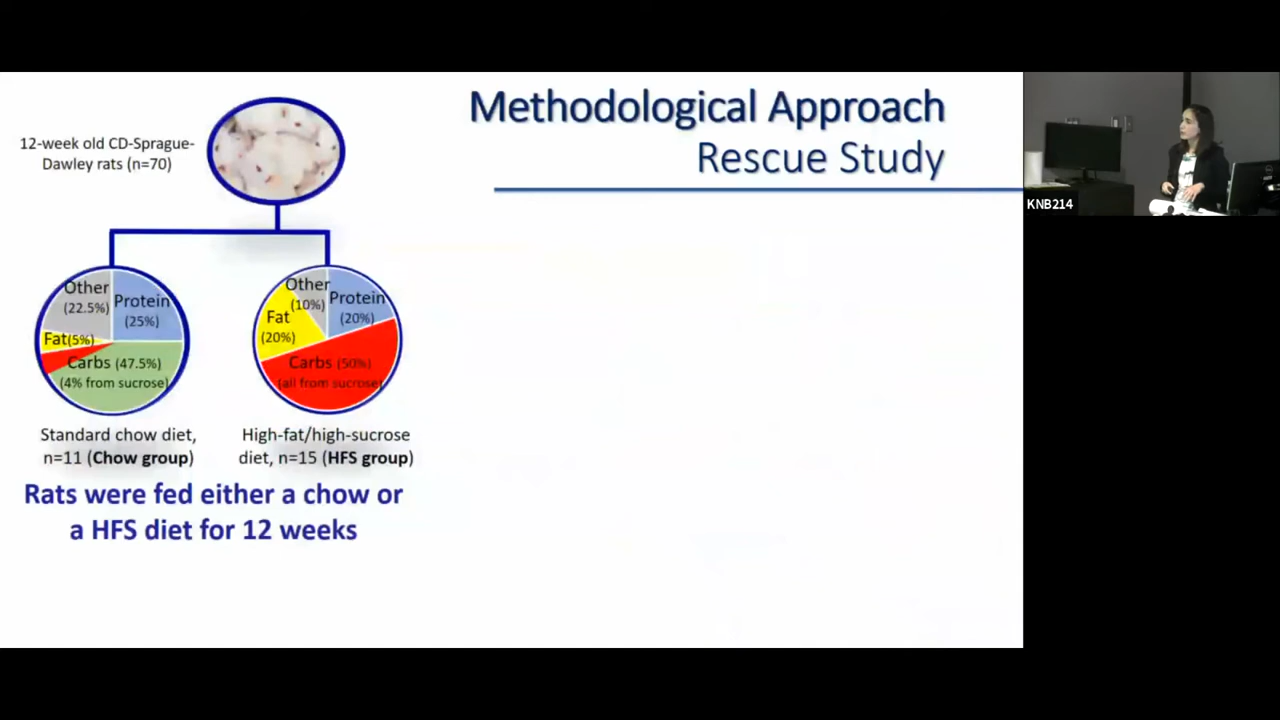 Methodological Approach
Rescue Study
12-week old CD-Sprague-
Dawley rats (n=70)
KNB214
Other
(22.5%)
Protein
(25%)
Fat(5%)
Carbs (47.5%)
(4% from sucrose)
Other
(10%)
Protein
(20%)
Fat
(20%)
Carbs (50%)
(all from sucrose)
Standard chow diet,
n=11 (Chow group)
High-fat/high-sucrose
diet, n=15 (HFS group)
Rats were fed either a chow or
a HFS diet for 12 weeks